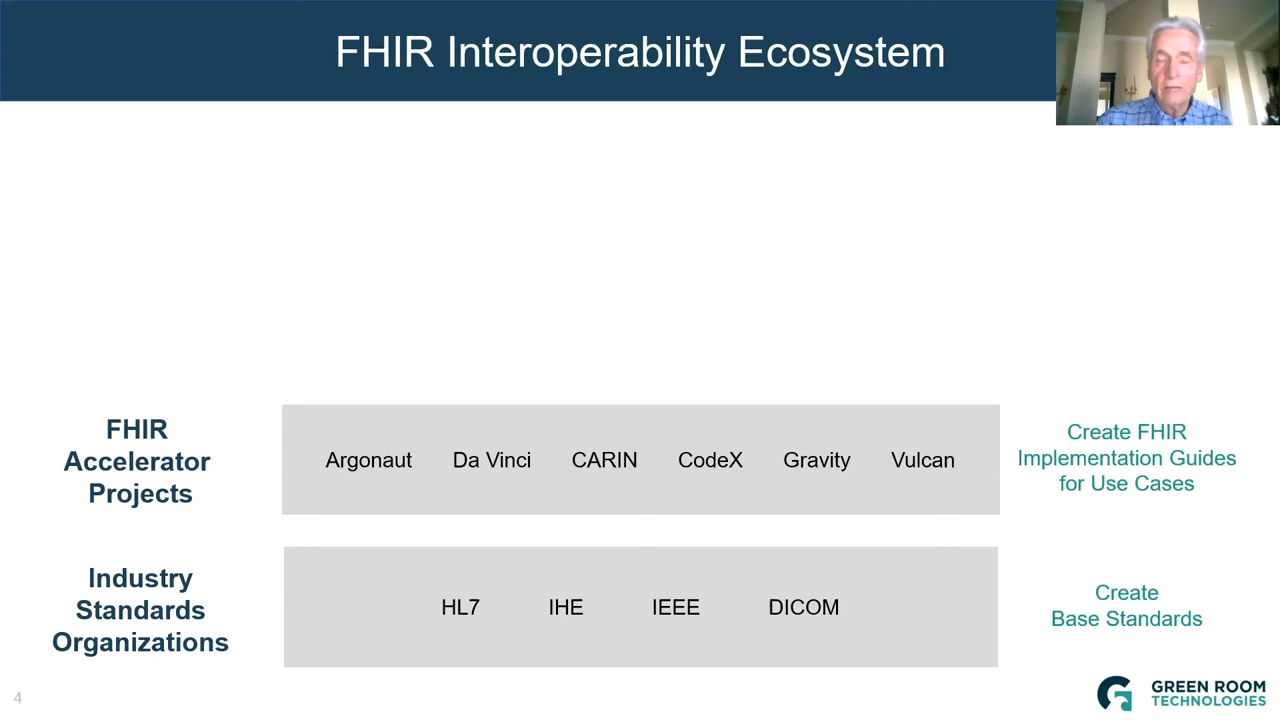 FHIR Interoperability Ecosystem
FHIR
Accelerator
Projects
Argonaut Da Vinci CARIN CodeX Gravity Vulcan
Create FHIR
Implementation Guides
for Use Cases
Industry
Standards
Organizations
HL7 IHE IEEE DICOM
Create
Base Standards
4
GREEN ROOM
TECHNOLOGIES